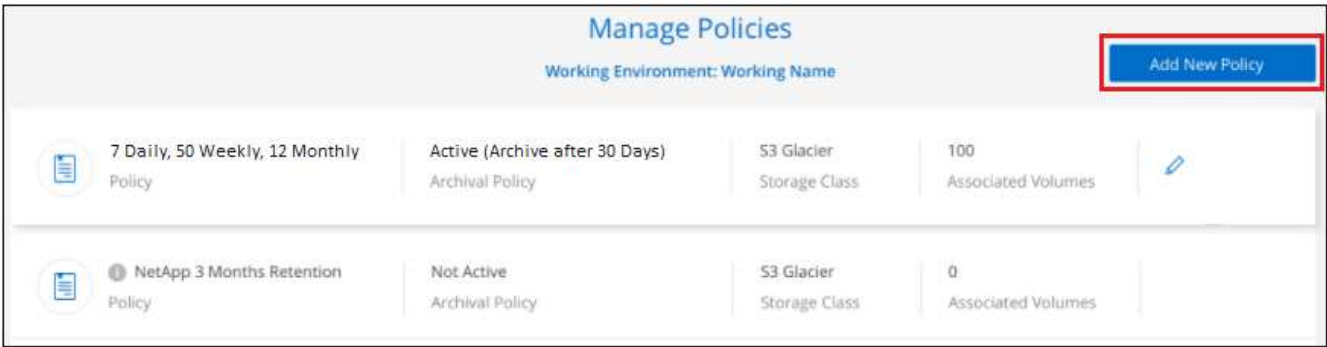 Manage Policies
Working Environment: Working Name
Add New Policy
7 Daily, 50 Weekly, 12 Monthly
Policy
Active (Archive after 30 Days)
Archival Policy
S3 Glacier
Storage Class
100
Associated Volumes
NetApp 3 Months Retention
Policy
Not Active
Archival Policy
S3 Glacier
Storage Class
0
Associated Volumes